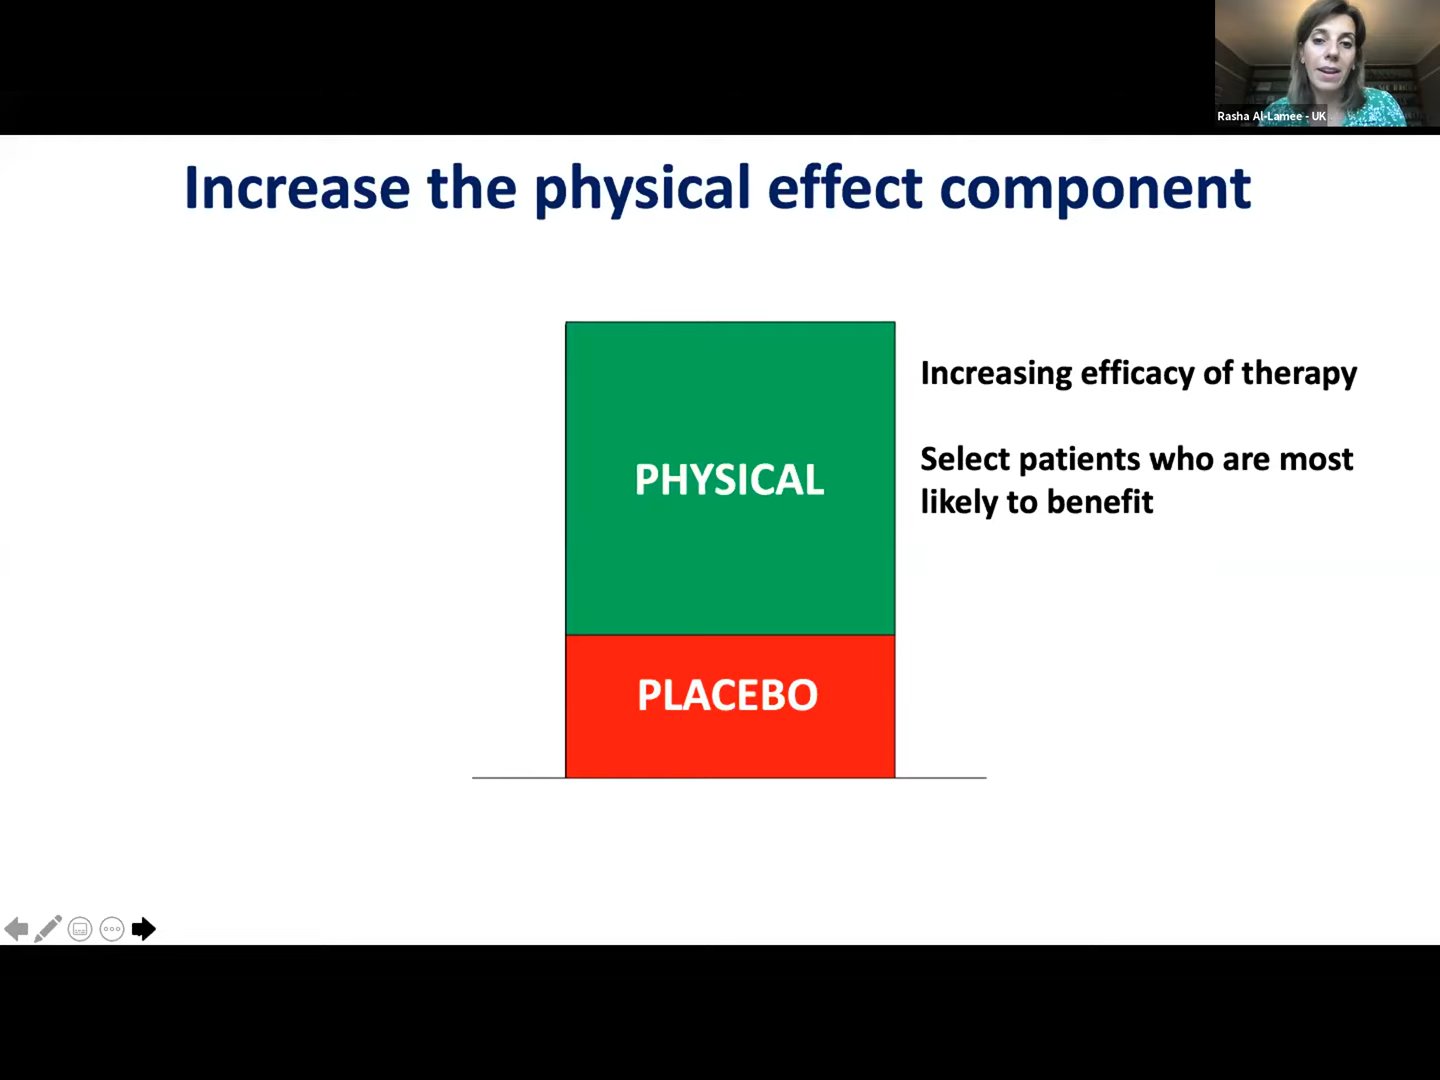 Rasha Al-Lamee - UK
Increase the physical effect component
Increasing efficacy of therapy
Select patients who are most
likely to benefit
PHYSICAL
PLACEBO